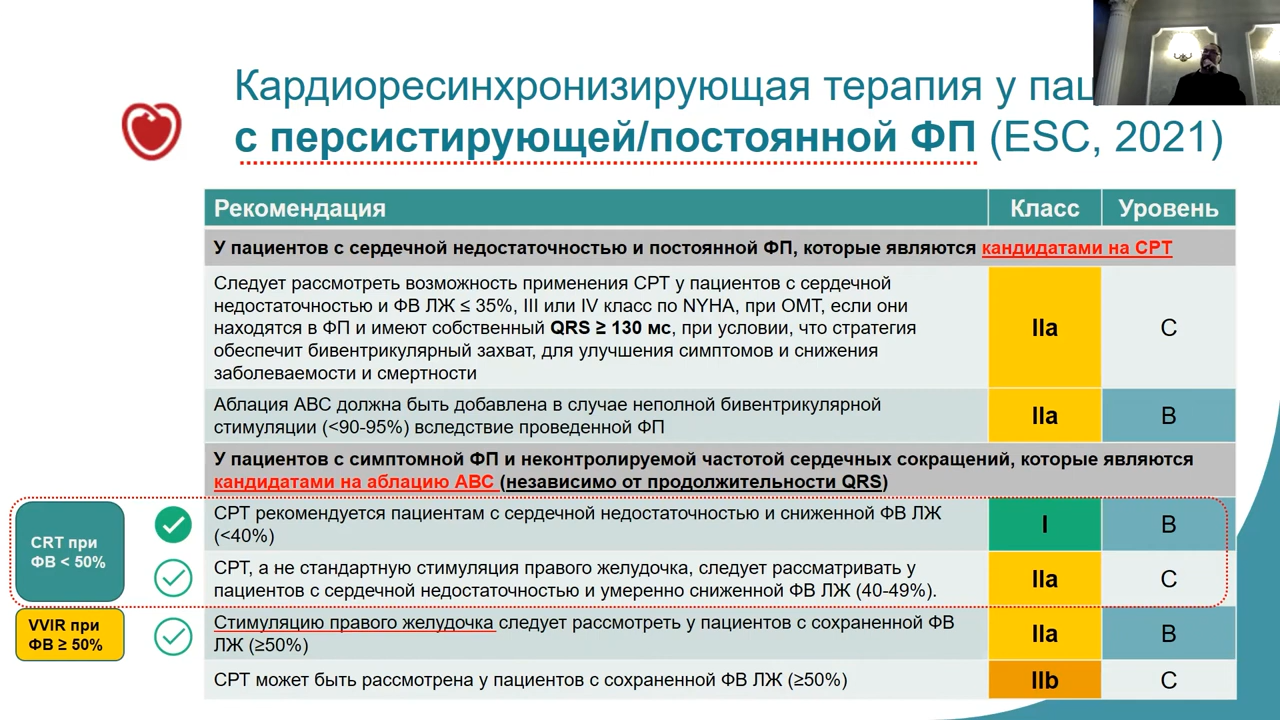 Кардиоресинхронизирующая терапия у
с персистирующей/постоянной ФП (ESC, 2021)
Рекомендация
Класс
Уровень
У пациентов с сердечной недостаточностью и постоянной ФП, которые являются кандидатами на СРТ
Следует рассмотреть возможность применения СРТ у пациентов с сердечной
недостаточностью и ФВ ЛЖ ≤ 35%, III или IV класс по NYHA, при ОМТ, если они
находятся в ФП и имеют собственный QRS ≥ 130 мс, при условии, что стратегия
обеспечит бивентрикулярный захват, для улучшения симптомов и снижения
заболеваемости и смертности
IIa
C
Аблация АВС должна быть добавлена в случае неполной бивентрикулярной
стимуляции (<90-95%) вследствие проведенной ФП
IIa
B
У пациентов с симптомной ФП и неконтролируемой частотой сердечных сокращений, которые являются
кандидатами на аблацию АВС (независимо от продолжительности QRS)
CRT при
ФВ < 50%
СРТ рекомендуется пациентам с сердечной недостаточностью и сниженной ФВ ЛЖ
(<40%)
I
B
СРТ, а не стандартную стимуляция правого желудочка, следует рассматривать у
пациентов с сердечной недостаточностью и умеренно сниженной ФВ ЛЖ (40-49%).
IIa
C
VVIR при
ФВ ≥ 50%
Стимуляцию правого желудочка следует рассмотреть у пациентов с сохраненной ФВ
ЛЖ (≥50%)
IIa
B
СРТ может быть рассмотрена у пациентов с сохраненной ФВ ЛЖ (≥50%)
IIb
C